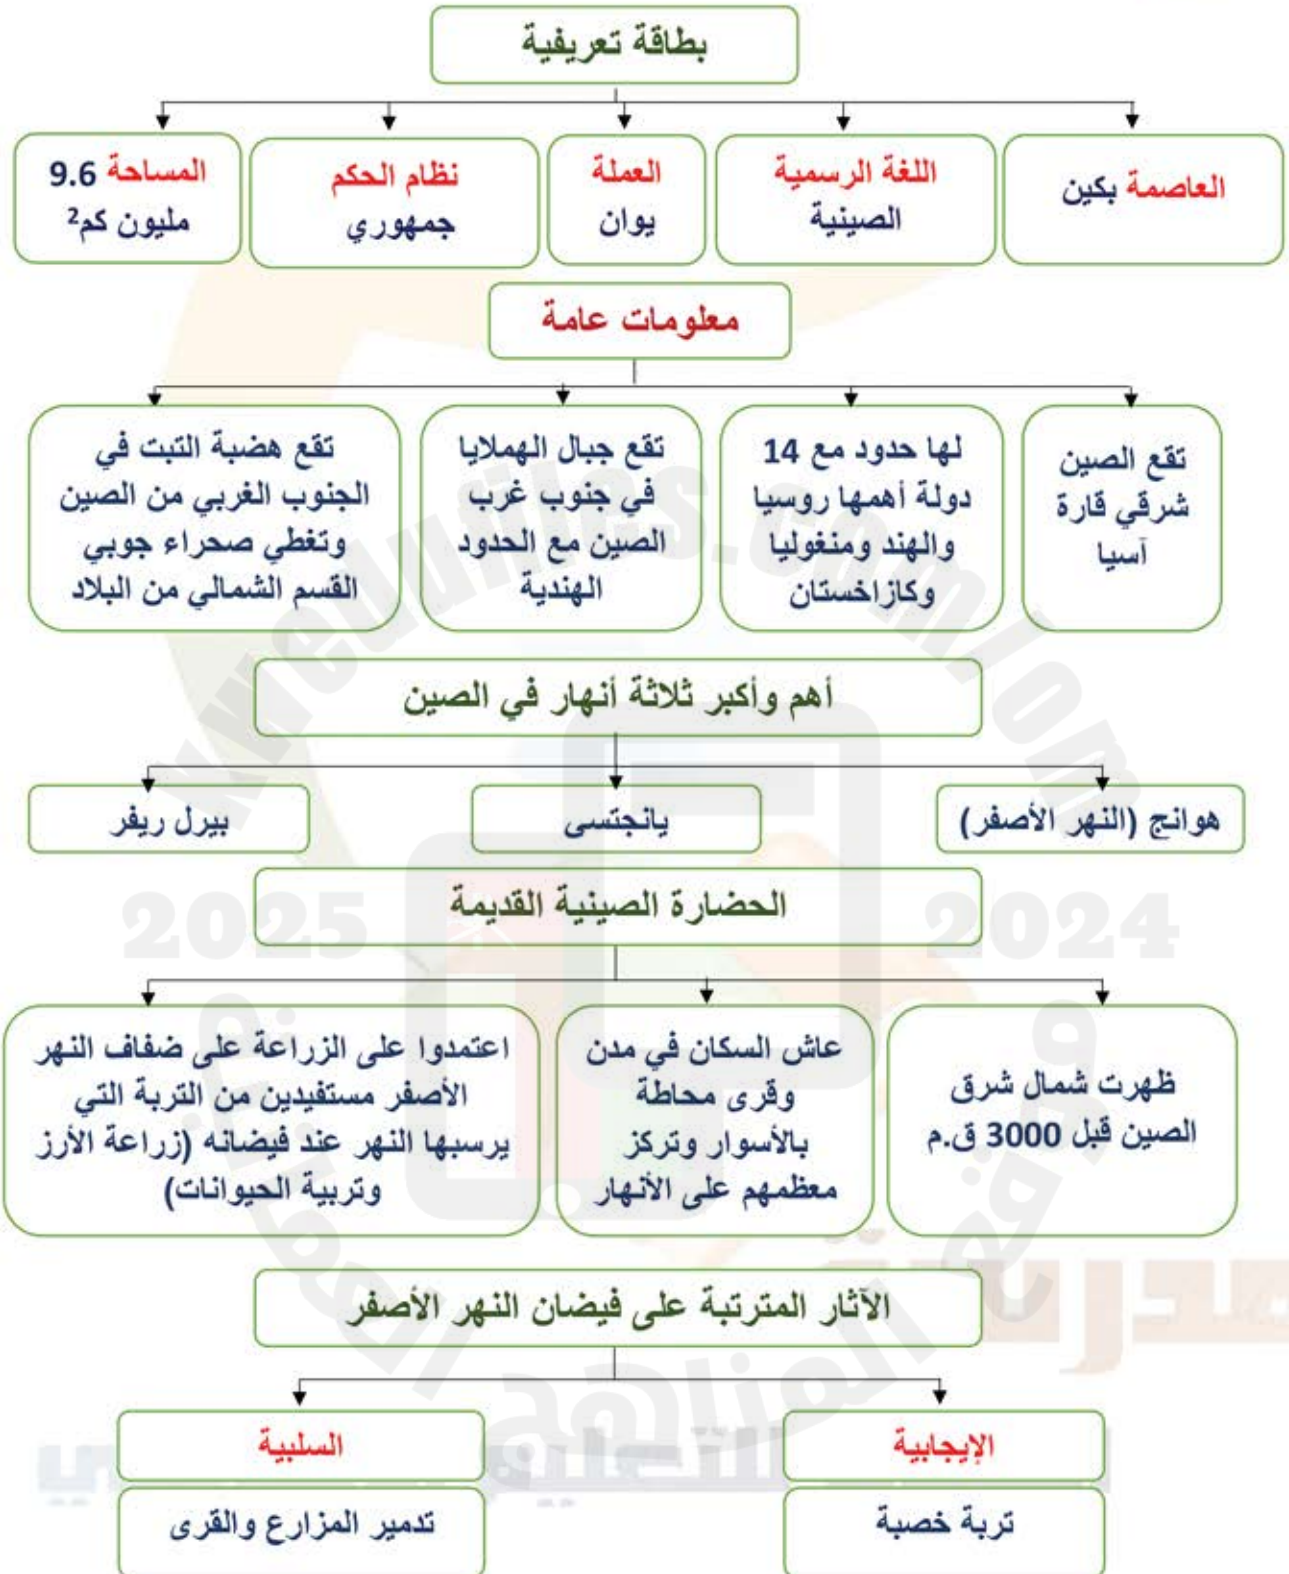 بطاقة تعريفية
العاصمة بكين
اللغة الرسمية
الصينية
العملة
يوان
نظام الحكم
جمهوري
المساحة 9.6
مليون كم²
معلومات عامة
تقع الصين
شرقي قارة
آسيا
لها حدود مع 14
دولة أهمها روسيا
والهند ومنغوليا
وكازاخستان
تقع جبال الهملايا
في جنوب غرب
الصين مع الحدود
الهندية
تقع هضبة التبت في
الجنوب الغربي من الصين
وتغطي صحراء جوبي
القسم الشمالي من البلاد
أهم وأكبر ثلاثة أنهار في الصين
هوانج (النهر الأصفر)
يانجتسى
بيرل ريفر
الحضارة الصينية القديمة
ظهرت شمال شرق
الصين قبل 3000 ق.م
عاش السكان في مدن
وقرى محاطة
بالأسوار وتركز
معظمهم على الأنهار
اعتمدوا على الزراعة على ضفاف النهر
الأصفر مستفيدين من التربة التي
يرسبها النهر عند فيضانه (زراعة الأرز
وتربية الحيوانات)
الآثار المترتبة على فيضان النهر الأصفر
الإيجابية
تربة خصبة
السلبية
تدمير المزارع والقرى
2025
2024
موقع المناهج العمانية